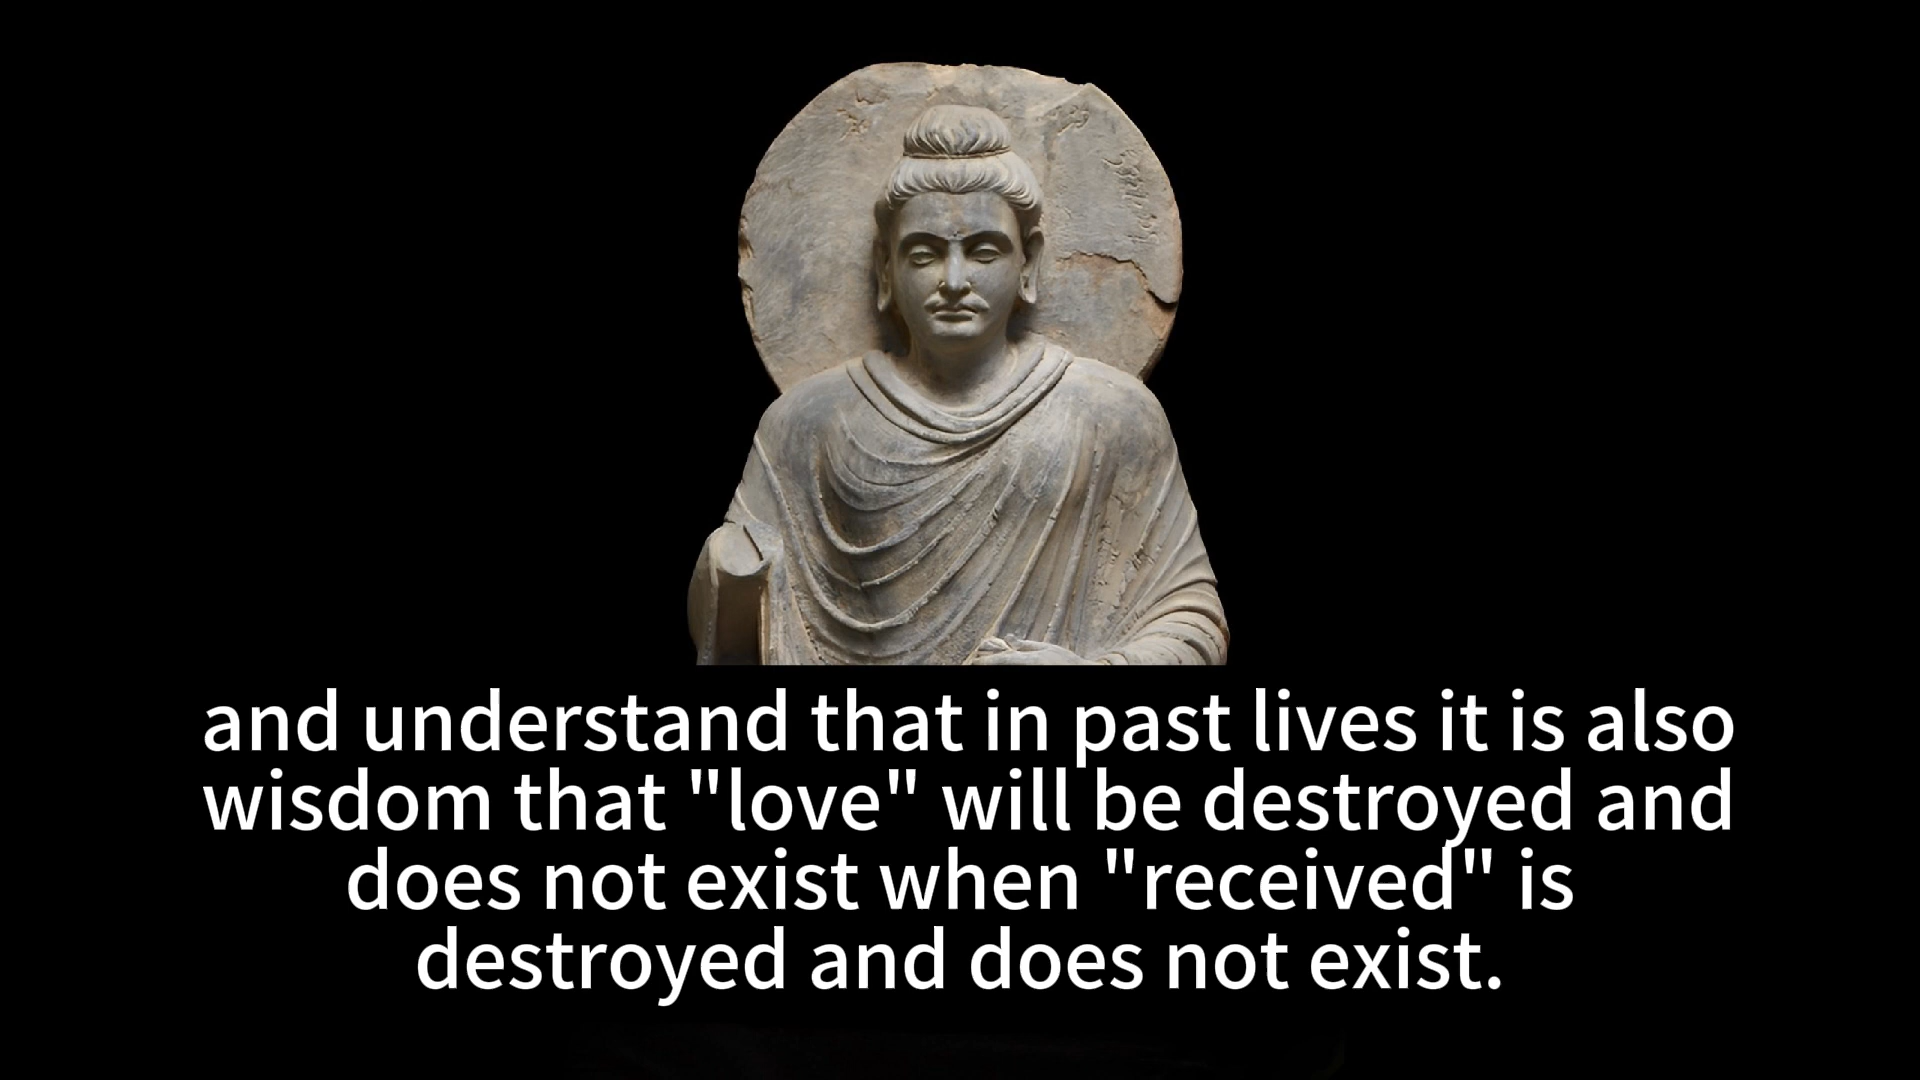 and understand that in past lives it is also
wisdom that "love" will be destroyed and
does not exist when "received" is
destroyed and does not exist.